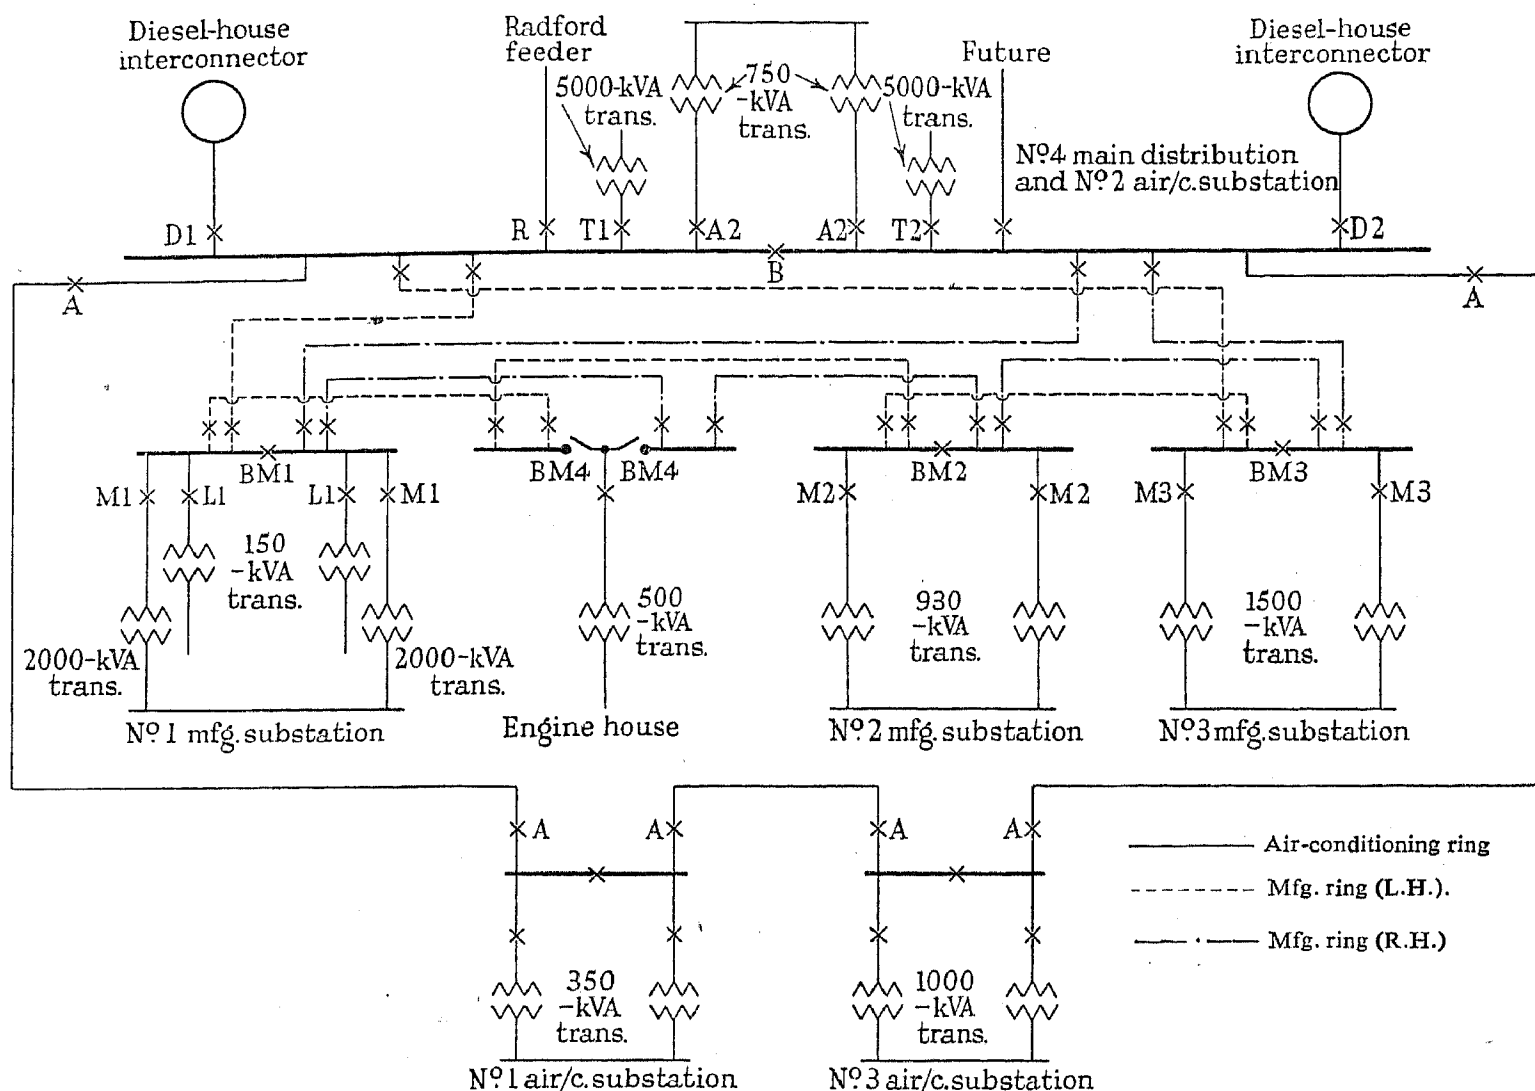 Diesel-house
interconnector
Radford
feeder
5000-kVA
trans.
750
-kVA
trans.
5000-kVA
trans.
Future
Diesel-house
interconnector
Nº4 main distribution
and Nº2 air/c.substation
D1
R
T1
A2
A2
T2
D2
B
A
A
BM1
BM4
BM4
BM2
BM3
M1
L1
L1
M1
M2
M2
M3
M3
150
-kVA
trans.
500
-kVA
trans.
930
-kVA
trans.
1500
-kVA
trans.
2000-kVA
trans.
2000-kVA
trans.
Nº1 mfg.substation
Engine house
Nº2 mfg.substation
Nº3 mfg.substation
A
A
A
A
Air-conditioning ring
Mfg. ring (L.H.).
Mfg. ring (R.H.)
350
-kVA
trans.
1000
-kVA
trans.
Nº1 air/c.substation
Nº3 air/c.substation